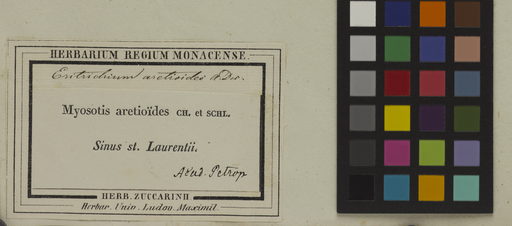 HERBARIUM REGIUM MONACENSE.
Eritrichium aretioides DC.
Myosotis aretioïdes CH. et SCHL.
Sinus st. Laurentii.
Acad. Petrop
HERB. ZUCCARINII
Herbar. Univ. Ludov. Maximil.